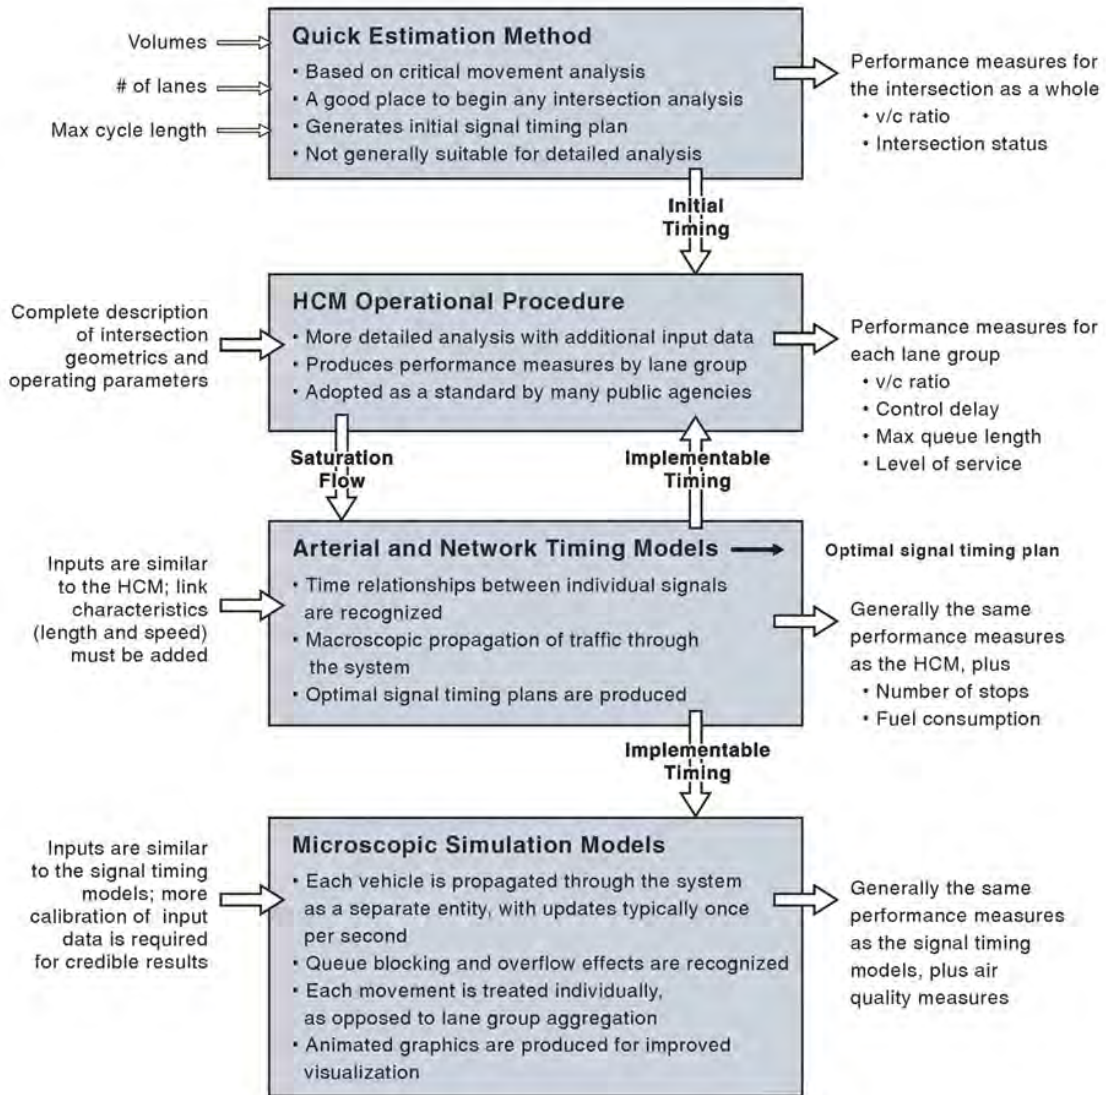 Volumes
# of lanes
Max cycle length
Quick Estimation Method
• Based on critical movement analysis
• A good place to begin any intersection analysis
• Generates initial signal timing plan
• Not generally suitable for detailed analysis
Performance measures for
the intersection as a whole
• v/c ratio
• Intersection status
Initial
Timing
Complete description
of intersection
geometrics and
operating parameters
HCM Operational Procedure
• More detailed analysis with additional input data
• Produces performance measures by lane group
• Adopted as a standard by many public agencies
Performance measures for
each lane group
• v/c ratio
• Control delay
• Max queue length
• Level of service
Saturation
Flow
Implementable
Timing
Inputs are similar
to the HCM; link
characteristics
(length and speed)
must be added
Arterial and Network Timing Models
• Time relationships between individual signals
are recognized
• Macroscopic propagation of traffic through
the system
• Optimal signal timing plans are produced
Optimal signal timing plan
Generally the same
performance measures
as the HCM, plus
• Number of stops
• Fuel consumption
Implementable
Timing
Inputs are similar
to the signal timing
models; more
calibration of input
data is required
for credible results
Microscopic Simulation Models
• Each vehicle is propagated through the system
as a separate entity, with updates typically once
per second
• Queue blocking and overflow effects are recognized
• Each movement is treated individually,
as opposed to lane group aggregation
• Animated graphics are produced for improved
visualization
Generally the same
performance measures
as the signal timing
models, plus air
quality measures